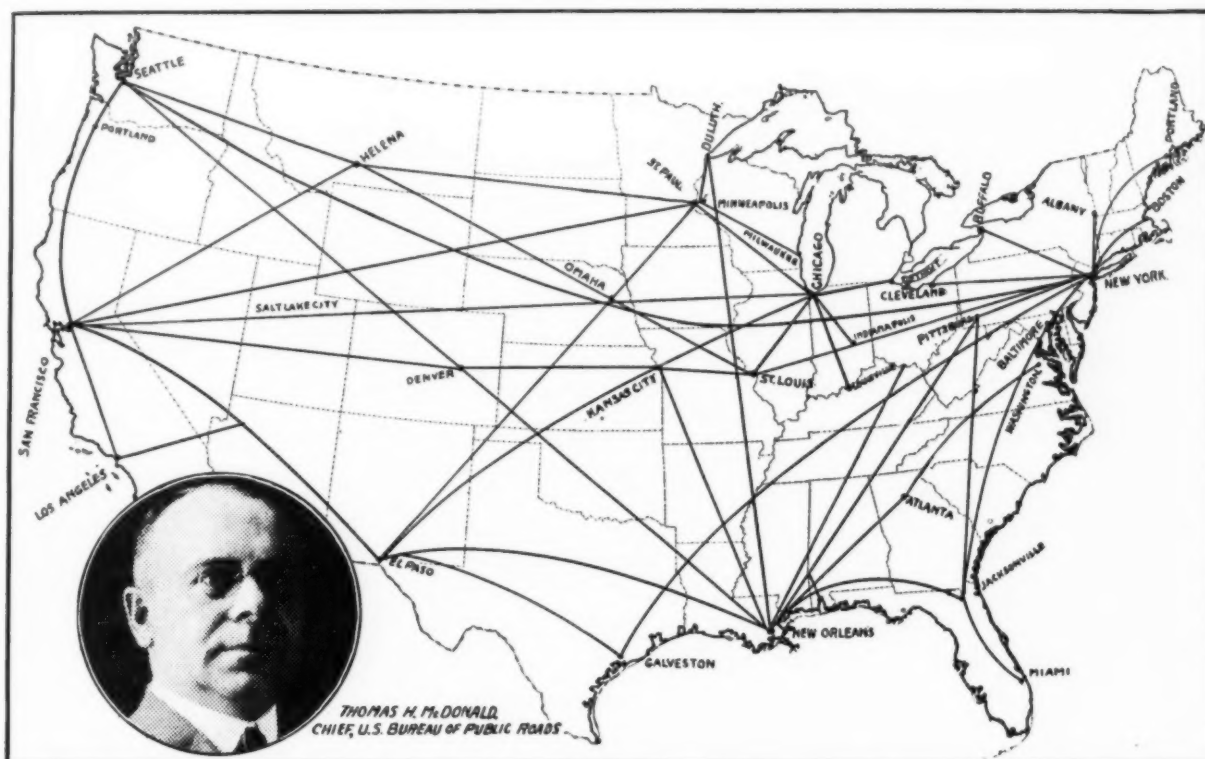 SEATTLE
PORTLAND
HELENA
DULUTH.
ST. PAUL
MINNEAPOLIS
MILWAUKEE
CHICAGO
DETROIT
BUFFALO
ALBANY
PORTLAND
BOSTON
NEW YORK.
CLEVELAND
OMAHA
SALT LAKE CITY
INDIANAPOLIS
PITTSBURG
BALTIMORE
WASHINGTON
SAN FRANCISCO
DENVER
KANSAS CITY
ST. LOUIS
LOUISVILLE
LOS ANGELES
ATLANTA
EL PASO
JACKSONVILLE
NEW ORLEANS
GALVESTON
MIAMI
THOMAS H. McDONALD,
CHIEF, U.S. BUREAU OF PUBLIC ROADS